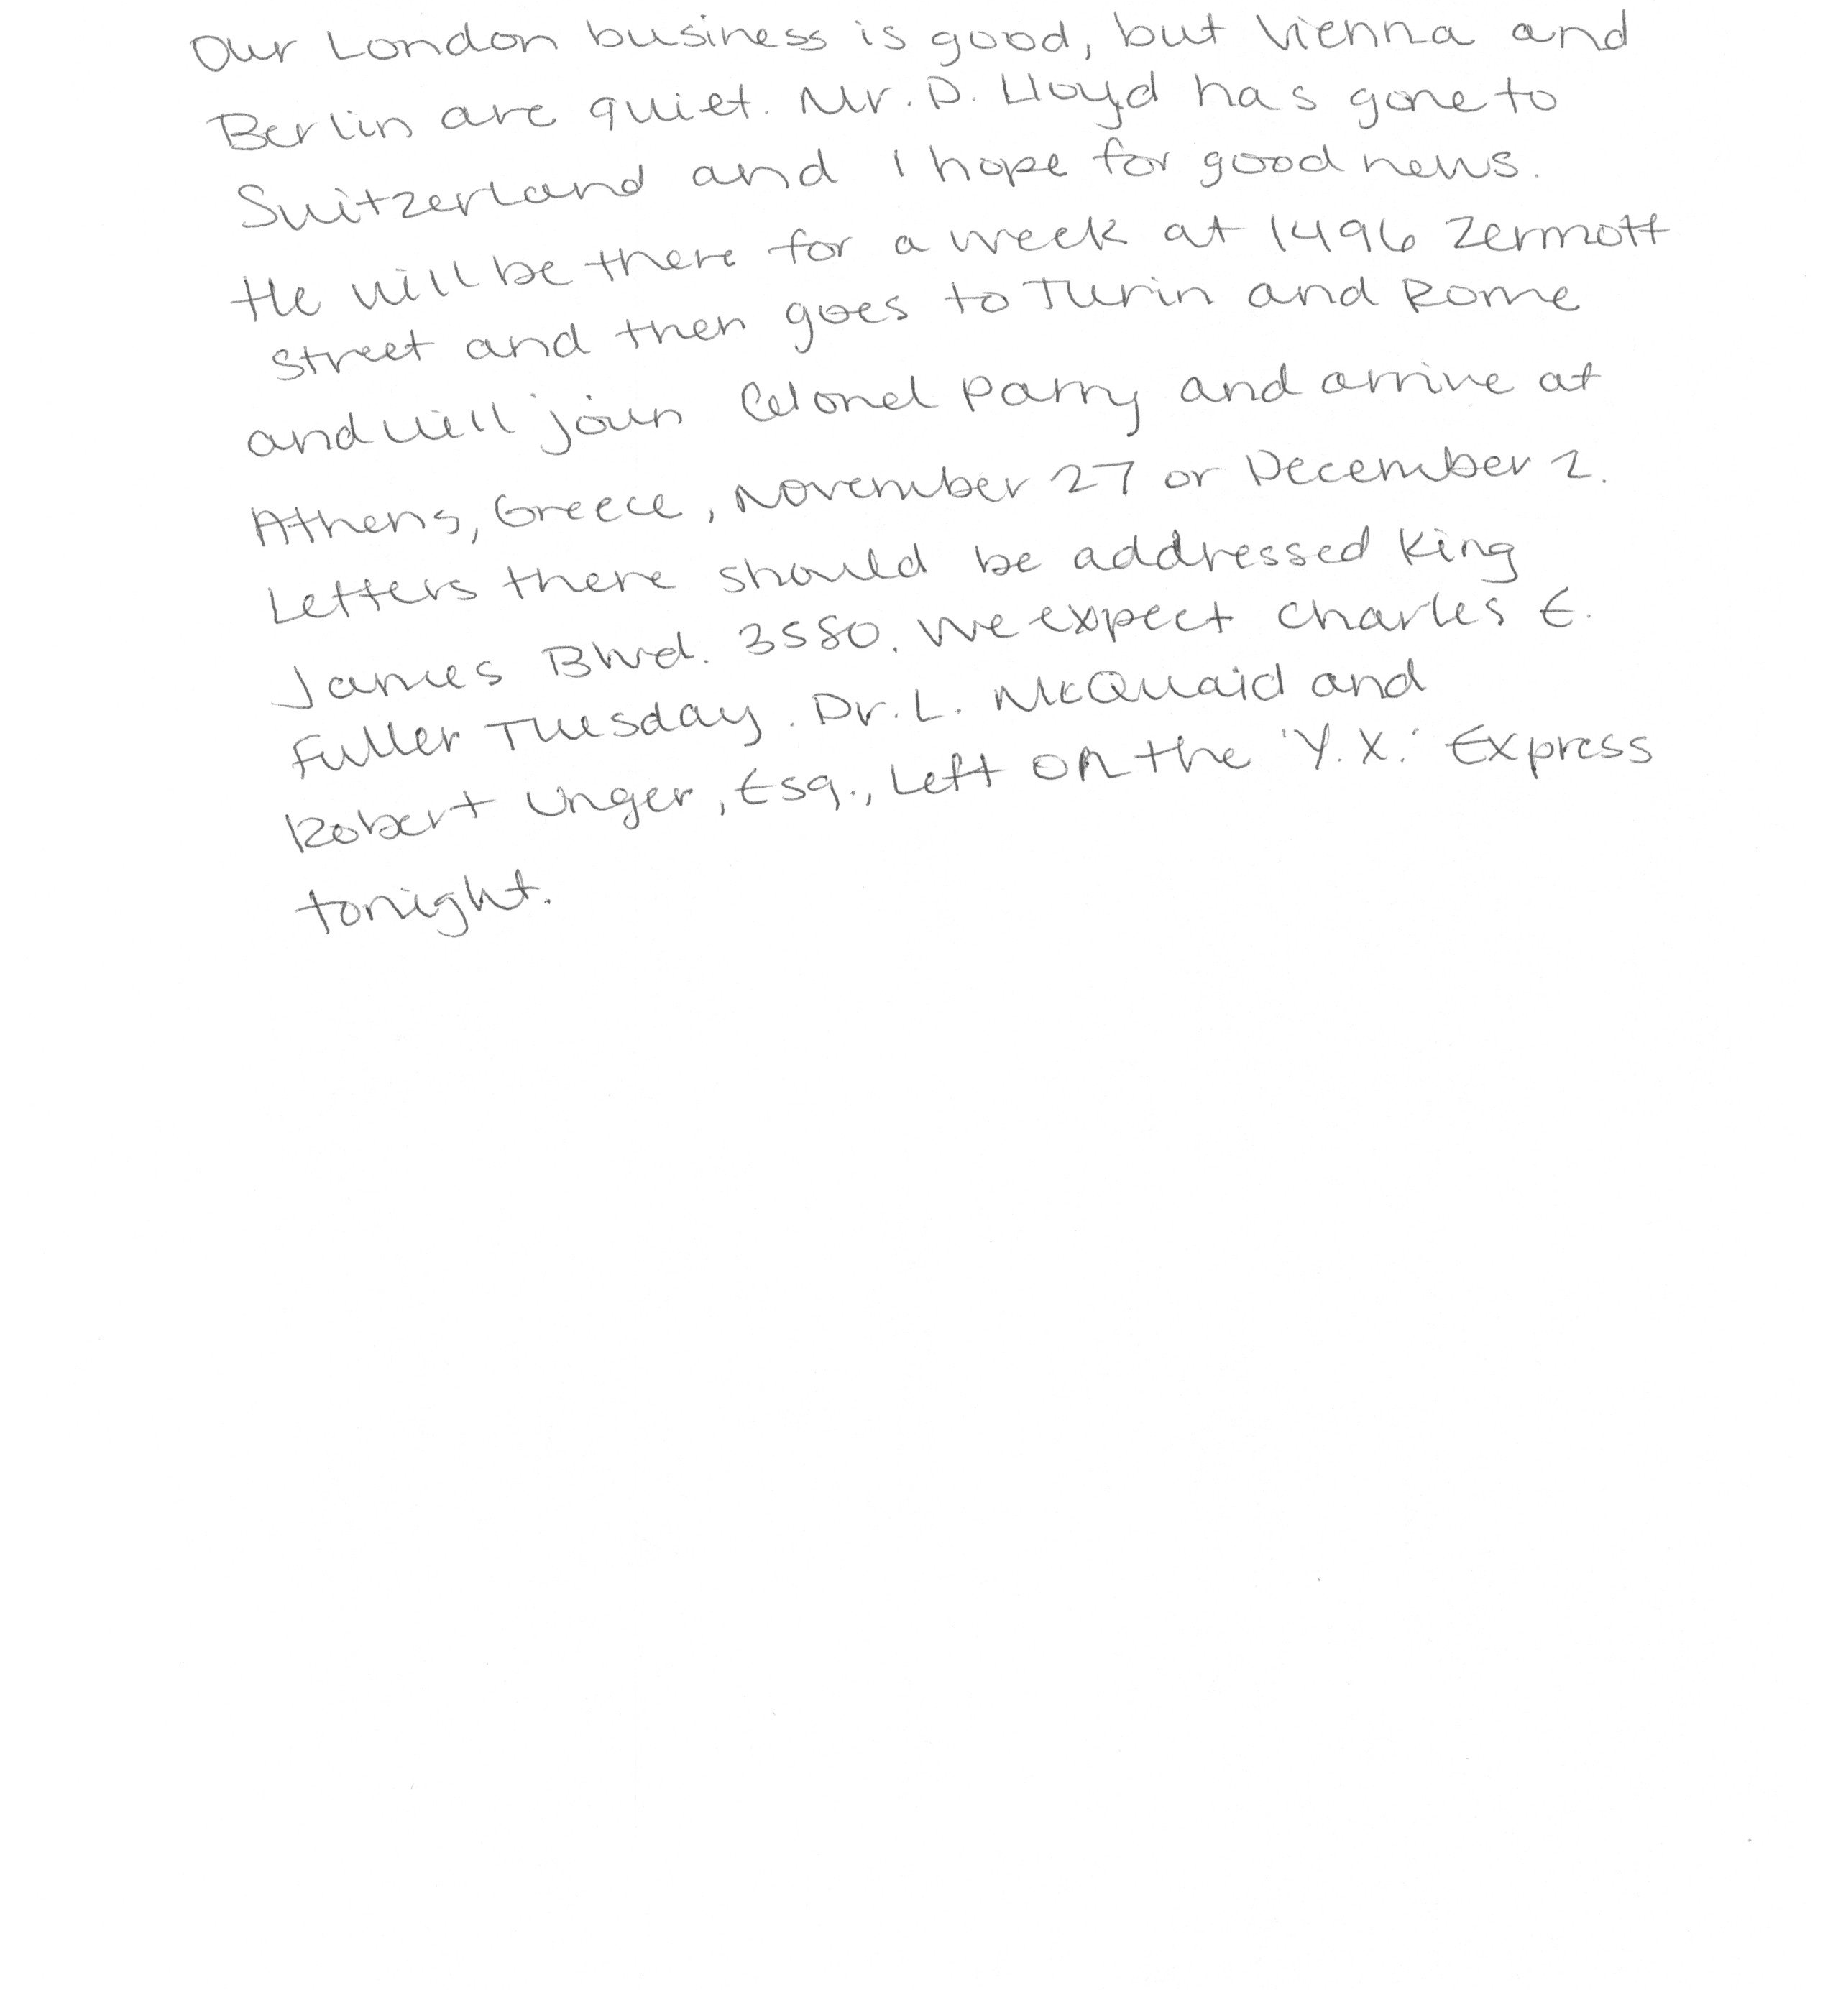 Our London business is good, but Vienna and
Berlin are quiet. Mr. D. Lloyd has gone to
Switzerland and I hope for good news.
He will be there for a week at 1496 Zermott
Street and then goes to Turin and Rome
and will join Colonel Parry and arrive at
Athens, Greece, November 27 or December 2.
Letters there should be addressed King
James Blvd. 3580. We expect Charles E.
Fuller Tuesday. Dr. L. McQuaid and
Robert Unger, Esq., left on the 'Y.X.' Express
tonight.